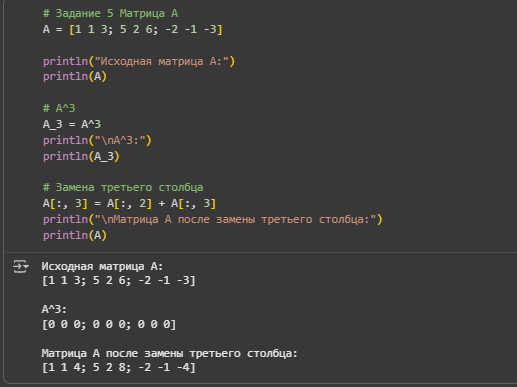 # Задание 5 Матрица A
A = [1 1 3; 5 2 6; -2 -1 -3]
println("Исходная матрица A:")
println(A)
# A^3
A_3 = A^3
println("\nA^3:")
println(A_3)
# Замена третьего столбца
A[:, 3] = A[:, 2] + A[:, 3]
println("\nМатрица A после замены третьего столбца:")
println(A)
Исходная матрица A:
[1 1 3; 5 2 6; -2 -1 -3]
A^3:
[0 0 0; 0 0 0; 0 0 0]
Матрица A после замены третьего столбца:
[1 1 4; 5 2 8; -2 -1 -4]